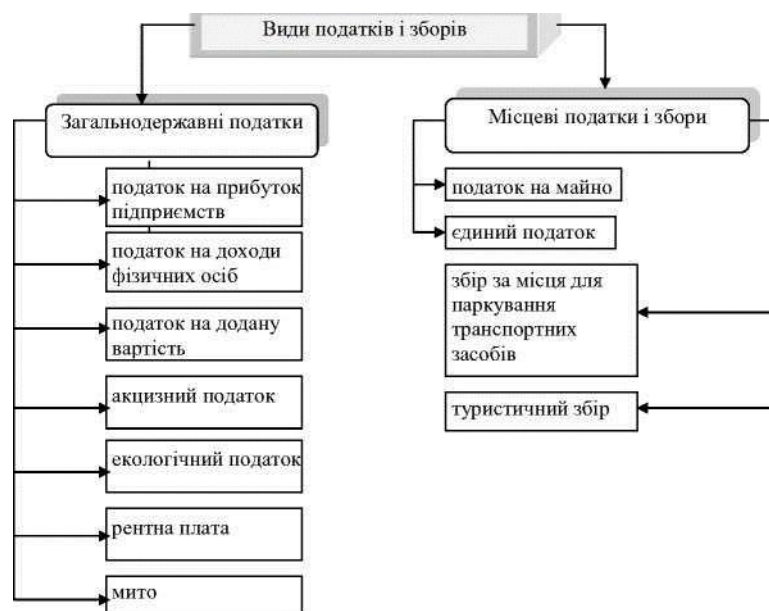 Види податків і зборів
Загальнодержавні податки
податок на прибуток
підприємств
податок на доходи
фізичних осіб
податок на додану
вартість
акцизний податок
екологічний податок
рентна плата
мито
Місцеві податки і збори
податок на майно
єдиний податок
збір за місця для
паркування
транспортних
засобів
туристичний збір